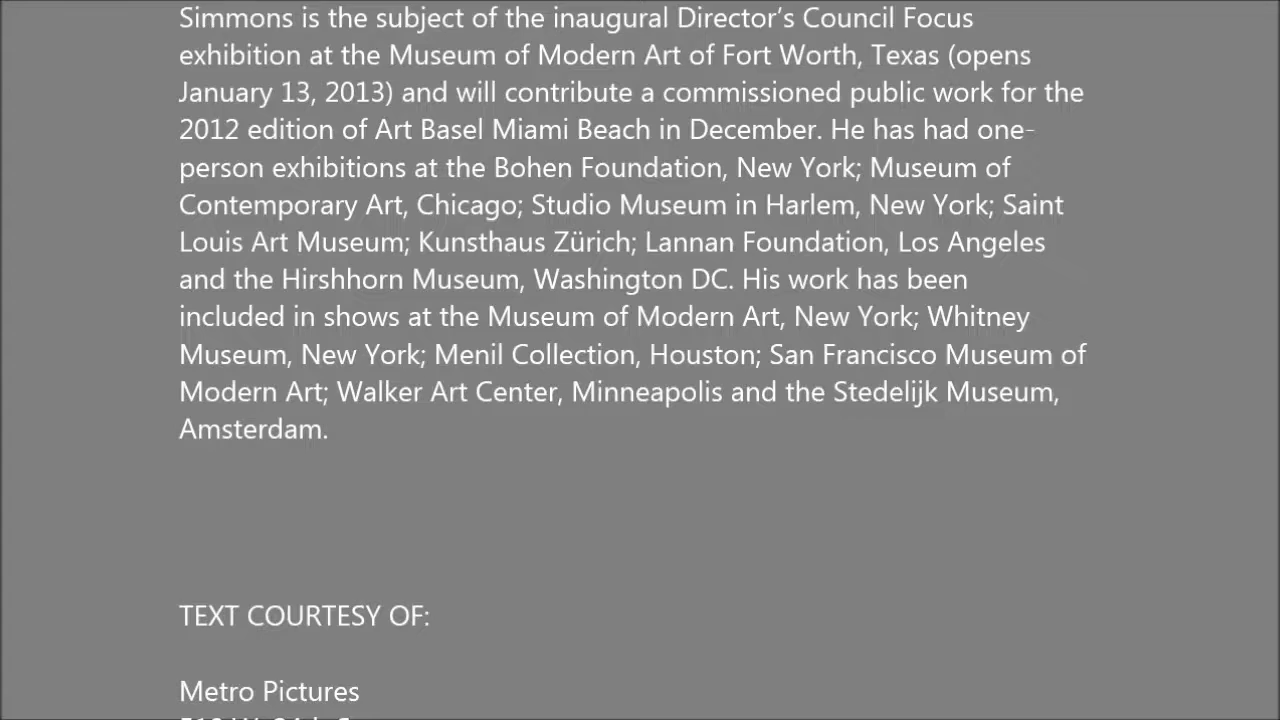 Simmons is the subject of the inaugural Director's Council Focus
exhibition at the Museum of Modern Art of Fort Worth, Texas (opens
January 13, 2013) and will contribute a commissioned public work for the
2012 edition of Art Basel Miami Beach in December. He has had one-
person exhibitions at the Bohen Foundation, New York; Museum of
Contemporary Art, Chicago; Studio Museum in Harlem, New York; Saint
Louis Art Museum; Kunsthaus Zürich; Lannan Foundation, Los Angeles
and the Hirshhorn Museum, Washington DC. His work has been
included in shows at the Museum of Modern Art, New York; Whitney
Museum, New York; Menil Collection, Houston; San Francisco Museum of
Modern Art; Walker Art Center, Minneapolis and the Stedelijk Museum,
Amsterdam.
TEXT COURTESY OF:
Metro Pictures